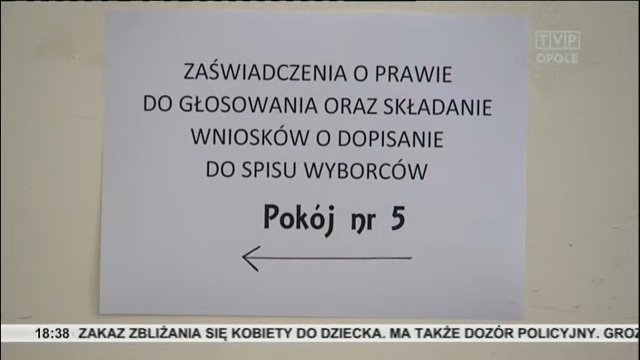 TVP
OPOLE
ZAŚWIADCZENIA O PRAWIE
DO GŁOSOWANIA ORAZ SKŁADANIE
WNIOSKÓW O DOPISANIE
DO SPISU WYBORCÓW
Pokój nr 5
18:38 ZAKAZ ZBLIŻANIA SIĘ KOBIETY DO DZIECKA. MA TAKŻE DOZÓR POLICYJNY. GROZ